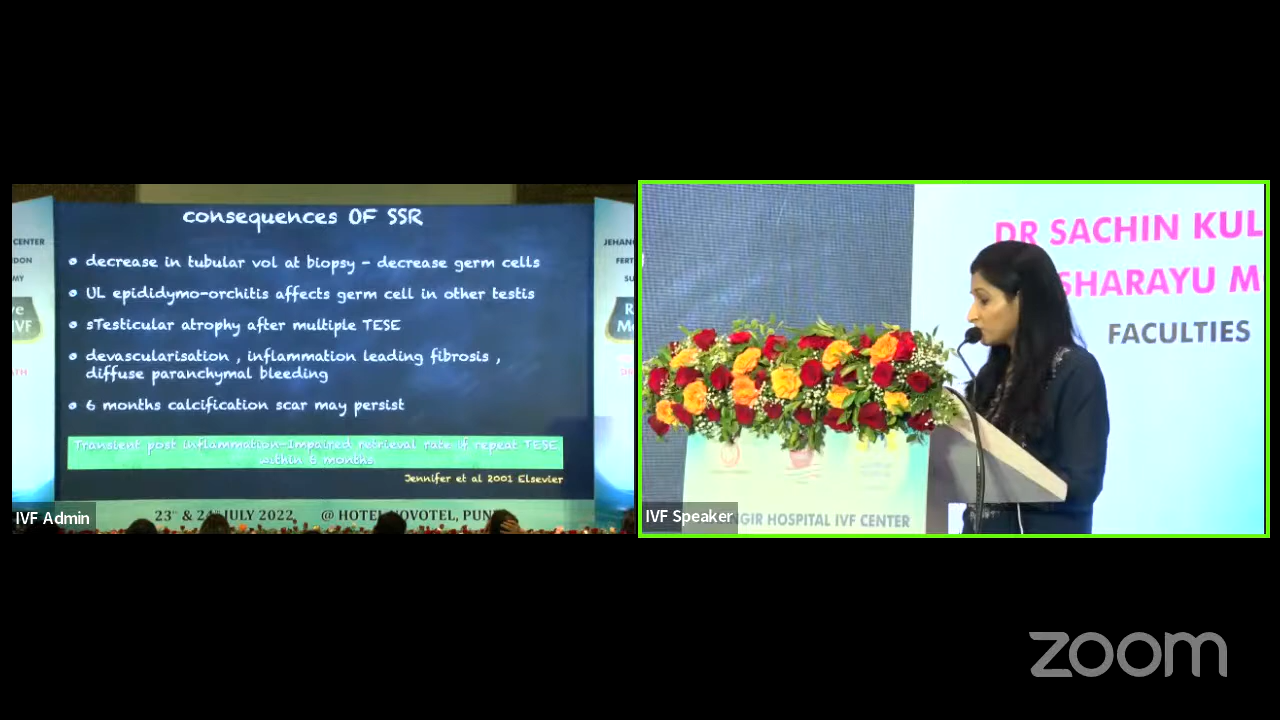 consequences OF SSR
decrease in tubular vol at biopsy - decrease germ cells
UL epididymo-orchitis affects germ cell in other testis
sTesticular atrophy after multiple TESE
devascularisation , inflammation leading fibrosis ,
diffuse paranchymal bleeding
6 months calcification scar may persist
Transient post inflammation-Impaired retrieval rate if repeat TESE
within 6 months
Jennifer et al 2001 Elsevier
CENTER
JEHANG
FERT
23rd & 24th JULY 2022, @ HOTEL NOVOTEL, PUN
IVF Admin
DR SACHIN KUL
SHARAYU M
FACULTIES
NGIR HOSPITAL IVF CENTER
IVF Speaker
zoom